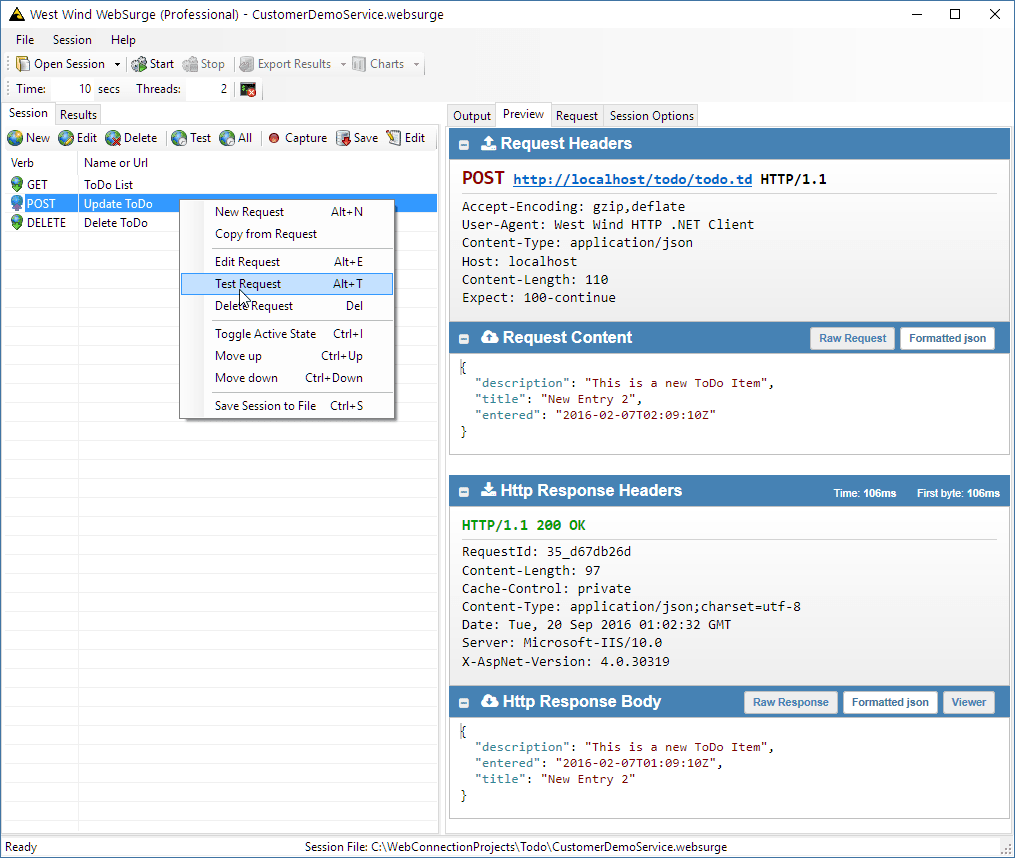 West Wind WebSurge (Professional) - CustomerDemoService.websurge
File Session Help
Open Session Start Stop Export Results Charts
Time: 10 secs Threads: 2
Session Results
New Edit Delete Test All Capture Save Edit
Verb Name or Url
GET ToDo List
POST Update ToDo
DELETE Delete ToDo
New Request Alt+N
Copy from Request
Edit Request Alt+E
Test Request Alt+T
Delete Request Del
Toggle Active State Ctrl+I
Move up Ctrl+Up
Move down Ctrl+Down
Save Session to File Ctrl+S
Output Preview Request Session Options
Request Headers
POST http://localhost/todo/todo.td HTTP/1.1
Accept-Encoding: gzip,deflate
User-Agent: West Wind HTTP .NET Client
Content-Type: application/json
Host: localhost
Content-Length: 110
Expect: 100-continue
Request Content Raw Request Formatted json
{
"description": "This is a new ToDo Item",
"title": "New Entry 2",
"entered": "2016-02-07T02:09:10Z"
}
Http Response Headers Time: 106ms First byte: 106ms
HTTP/1.1 200 OK
RequestId: 35_d67db26d
Content-Length: 97
Cache-Control: private
Content-Type: application/json;charset=utf-8
Date: Tue, 20 Sep 2016 01:02:32 GMT
Server: Microsoft-IIS/10.0
X-AspNet-Version: 4.0.30319
Http Response Body Raw Response Formatted json Viewer
{
"description": "This is a new ToDo Item",
"entered": "2016-02-07T01:09:10Z",
"title": "New Entry 2"
}
Ready Session File: C:\WebConnectionProjects\Todo\CustomerDemoService.websurge